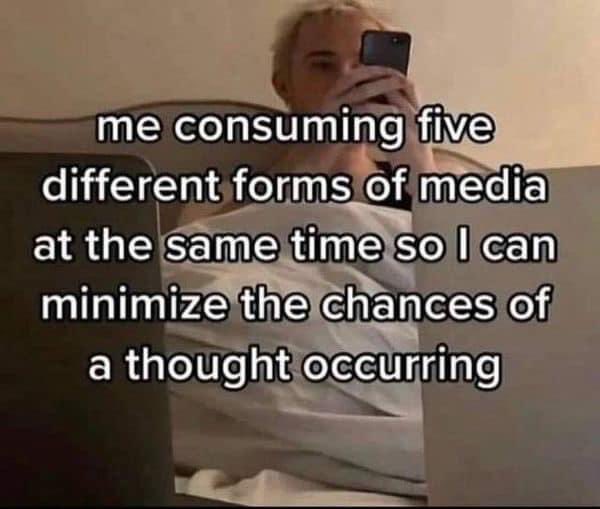 me consuming five
different forms of media
at the same time so I can
minimize the chances of
a thought occurring